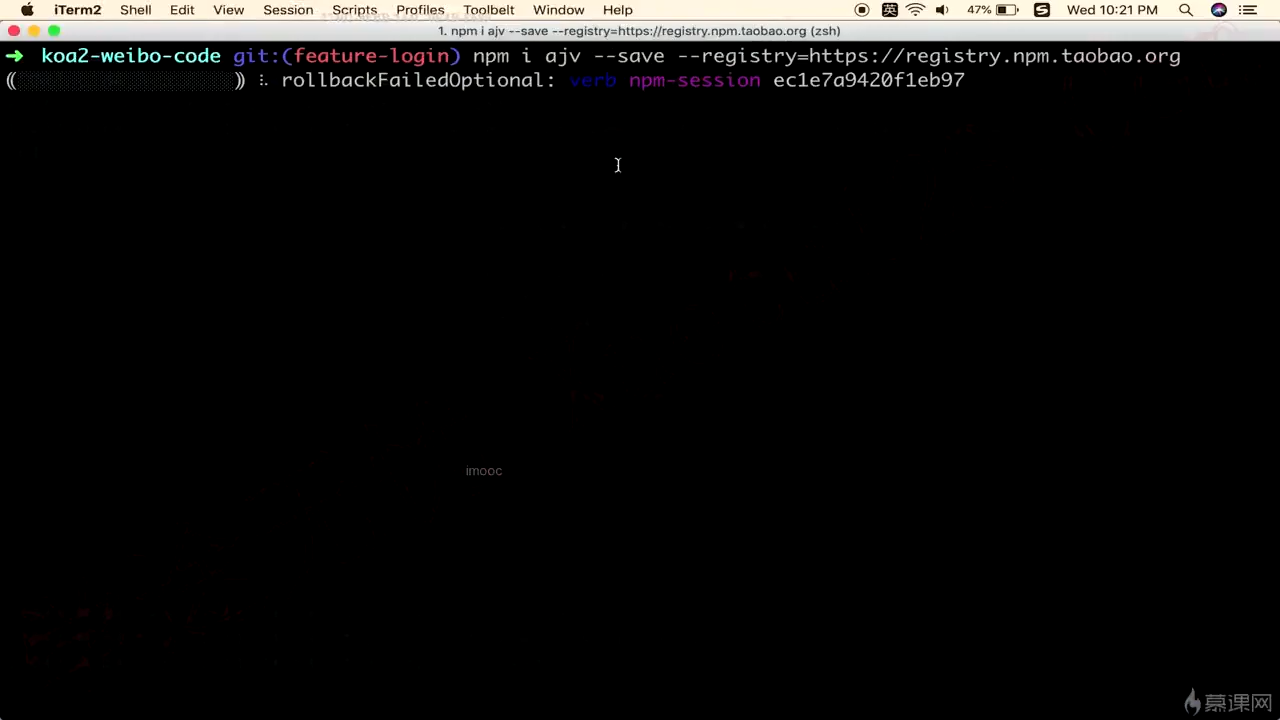 iTerm2 Shell Edit View Session Scripts Profiles Toolbelt Window Help 英 47% S Wed 10:21 PM
1. npm i ajv --save --registry=https://registry.npm.taobao.org (zsh)
➜ koa2-weibo-code git:(feature-login) npm i ajv --save --registry=https://registry.npm.taobao.org
(( )) ⠧ rollbackFailedOptional: verb npm-session ec1e7a9420f1eb97
imooc
慕课网